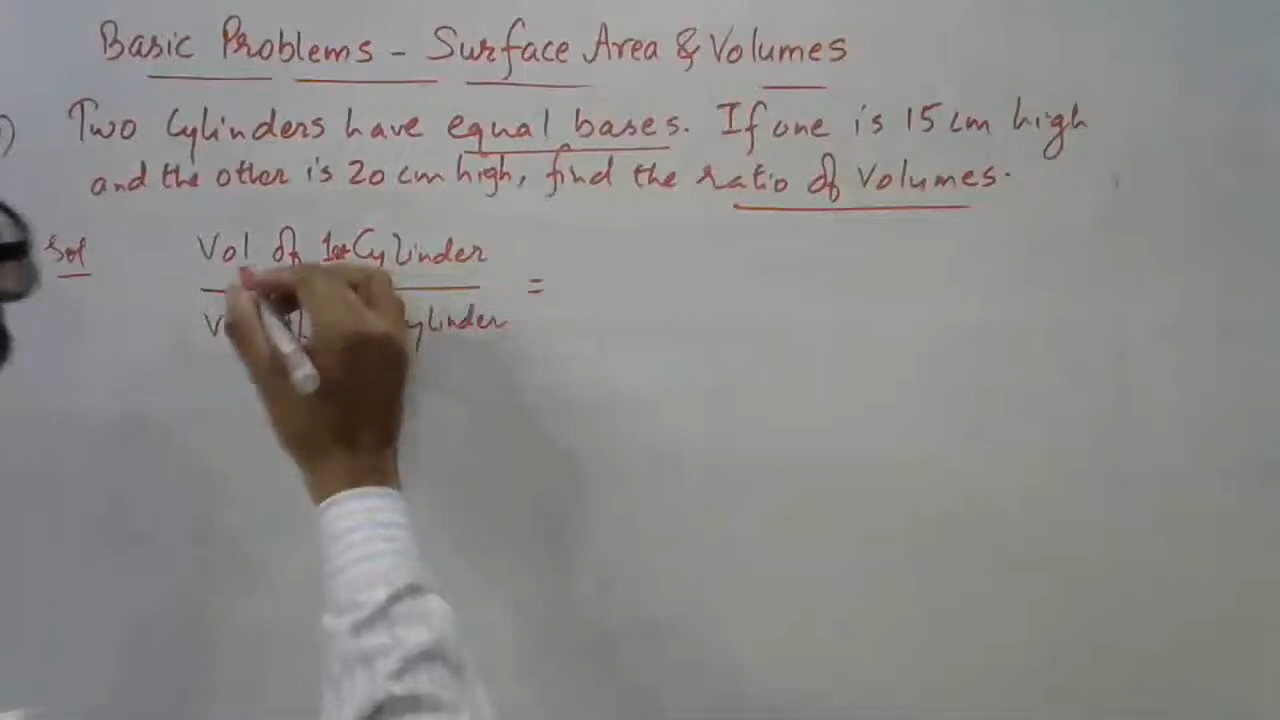 Basic Problems - Surface Area & Volumes
) Two Cylinders have equal bases. If one is 15 cm high
and the other is 20 cm high, find the ratio of Volumes.
Sol Vol of 1st Cylinder
=